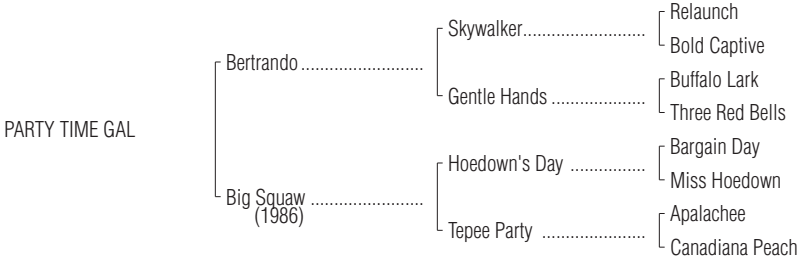 Relaunch
Skywalker..........................
Bold Captive
Bertrando..........................
Buffalo Lark
Gentle Hands ....................
Three Red Bells
PARTY TIME GAL
Bargain Day
Hoedown's Day ................
Miss Hoedown
Big Squaw ........................
(1986)
Apalachee
Tepee Party ......................
Canadiana Peach